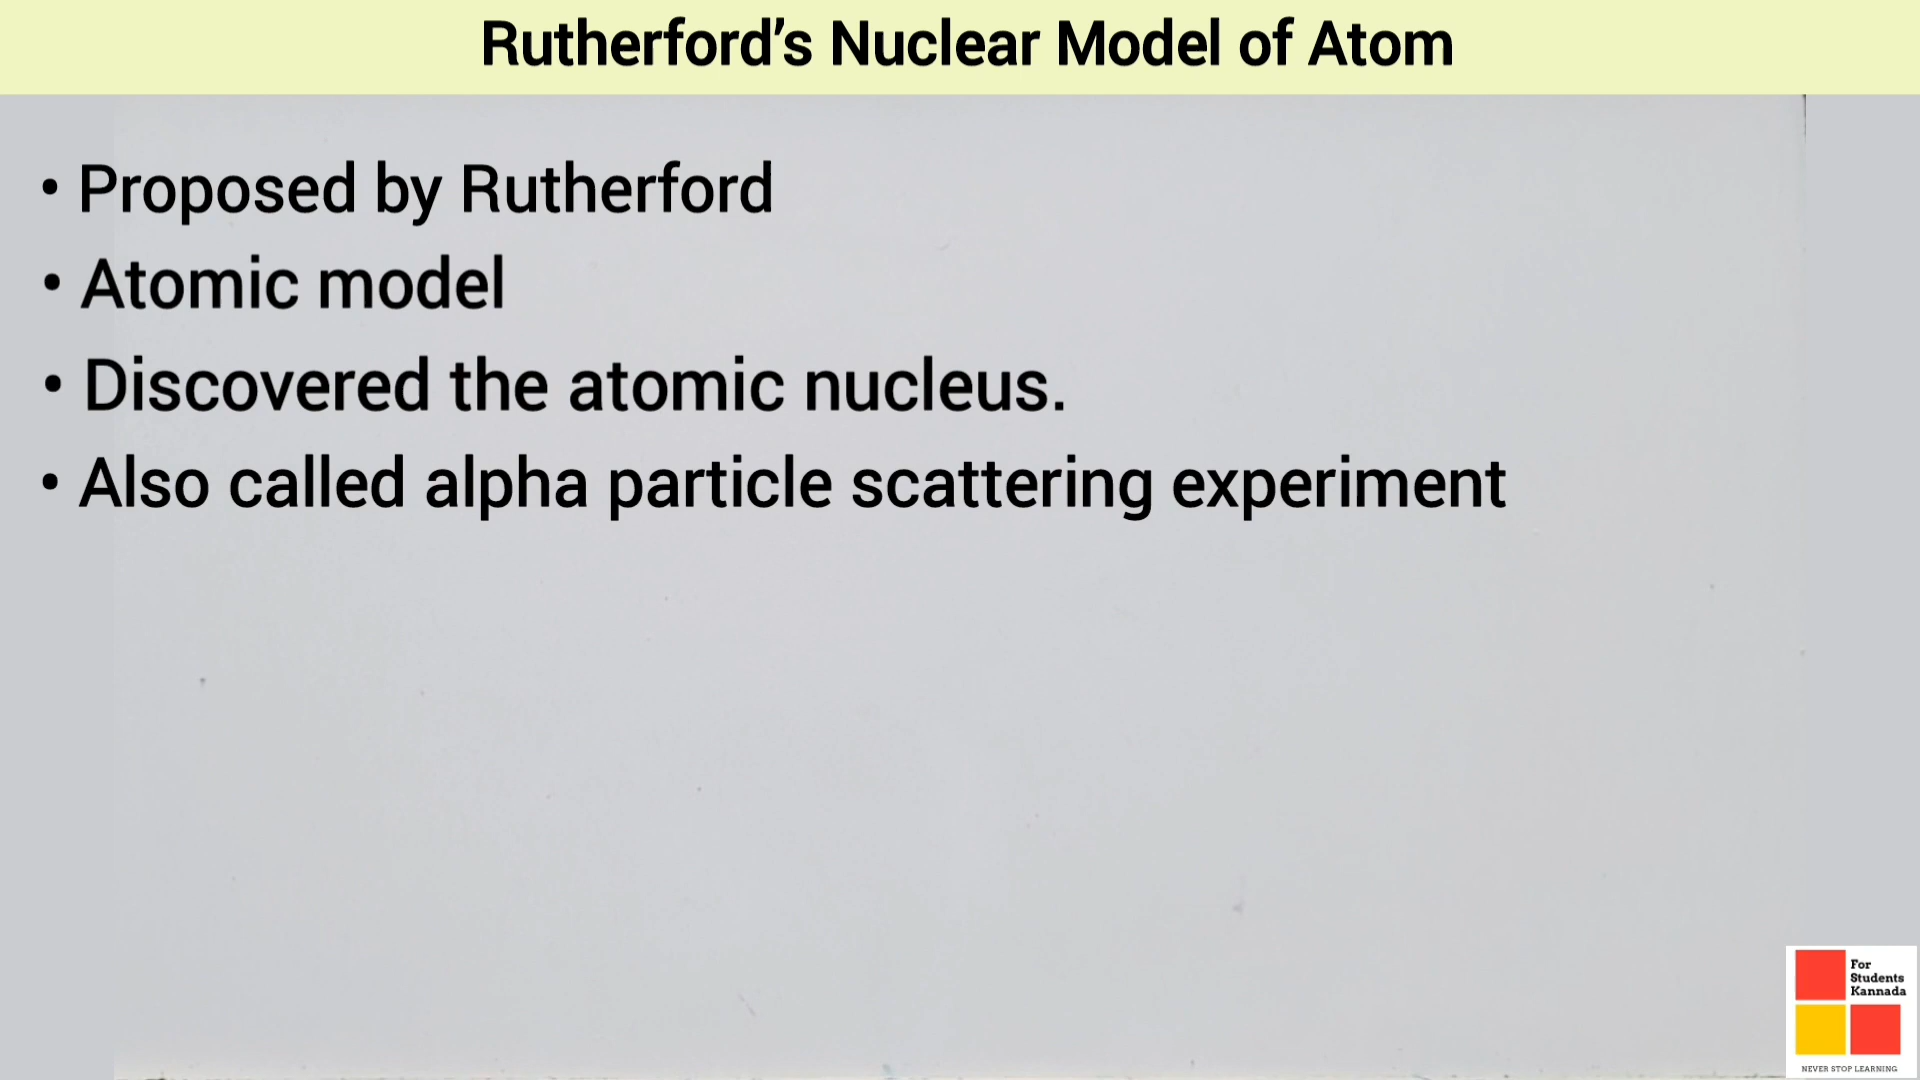 Rutherford’s Nuclear Model of Atom
• Proposed by Rutherford
• Atomic model
• Discovered the atomic nucleus.
• Also called alpha particle scattering experiment
For
Students
Kannada
NEVER STOP LEARNING